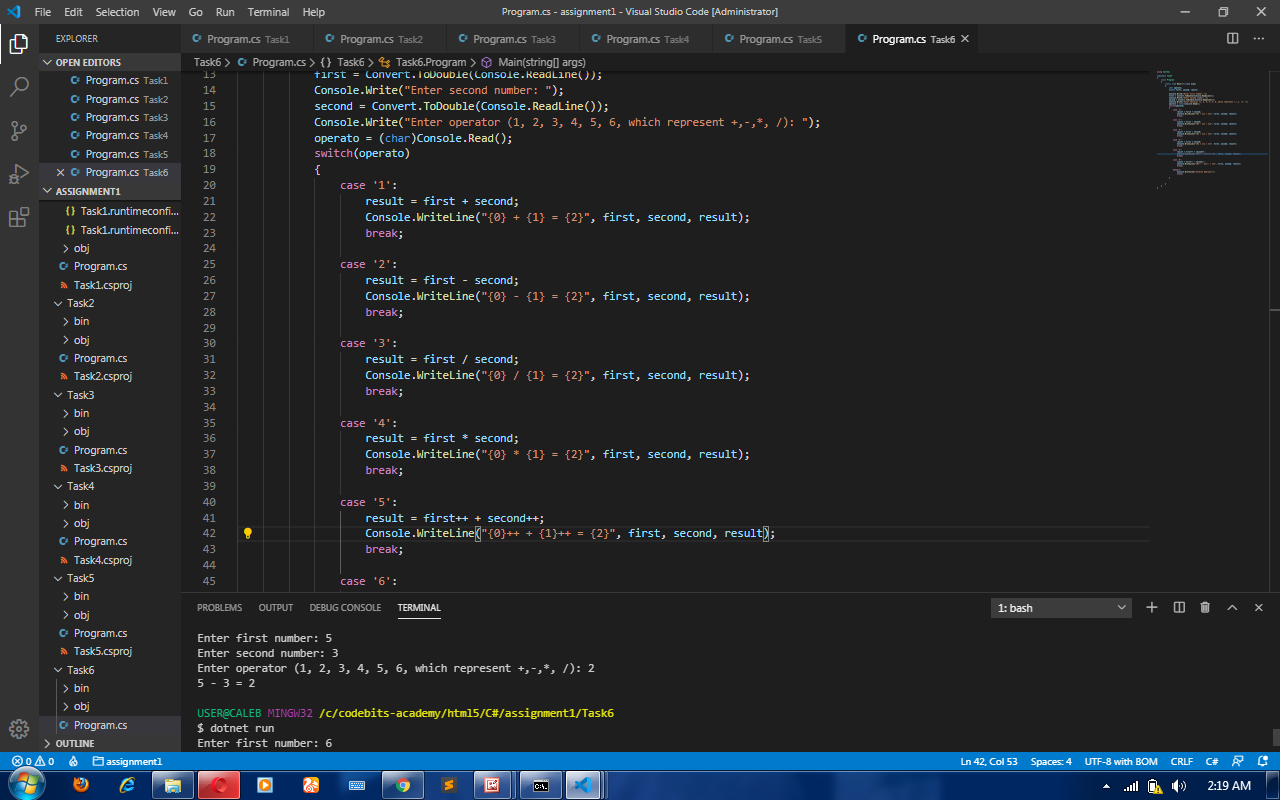 File Edit Selection View Go Run Terminal Help Program.cs - assignment1 - Visual Studio Code [Administrator]
EXPLORER
Program.cs Task1 Program.cs Task2 Program.cs Task3 Program.cs Task4 Program.cs Task5 Program.cs Task6
OPEN EDITORS
Program.cs Task1
Program.cs Task2
Program.cs Task3
Program.cs Task4
Program.cs Task5
Program.cs Task6
ASSIGNMENT1
Task1.runtimeconfi...
Task1.runtimeconfi...
obj
Program.cs
Task1.csproj
Task2
bin
obj
Program.cs
Task2.csproj
Task3
bin
obj
Program.cs
Task3.csproj
Task4
bin
obj
Program.cs
Task4.csproj
Task5
bin
obj
Program.cs
Task5.csproj
Task6
bin
obj
Program.cs
OUTLINE
Task6 > Program.cs > {} Task6 > Task6.Program > Main(string[] args)
13 first = Convert.ToDouble(Console.ReadLine());
14 Console.Write("Enter second number: ");
15 second = Convert.ToDouble(Console.ReadLine());
16 Console.Write("Enter operator (1, 2, 3, 4, 5, 6, which represent +,-,*, /): ");
17 operato = (char)Console.Read();
18 switch(operato)
19 {
20 case '1':
21 result = first + second;
22 Console.WriteLine("{0} + {1} = {2}", first, second, result);
23 break;
24
25 case '2':
26 result = first - second;
27 Console.WriteLine("{0} - {1} = {2}", first, second, result);
28 break;
29
30 case '3':
31 result = first / second;
32 Console.WriteLine("{0} / {1} = {2}", first, second, result);
33 break;
34
35 case '4':
36 result = first * second;
37 Console.WriteLine("{0} * {1} = {2}", first, second, result);
38 break;
39
40 case '5':
41 result = first++ + second++;
42 Console.WriteLine("{0}++ + {1}++ = {2}", first, second, result);
43 break;
44
45 case '6':
PROBLEMS OUTPUT DEBUG CONSOLE TERMINAL 1: bash
Enter first number: 5
Enter second number: 3
Enter operator (1, 2, 3, 4, 5, 6, which represent +,-,*, /): 2
5 - 3 = 2
USER@CALEB MINGW32 /c/codebits-academy/html5/C#/assignment1/Task6
$ dotnet run
Enter first number: 6
0 0 assignment1 Ln 42, Col 53 Spaces: 4 UTF-8 with BOM CRLF C#
2:19 AM